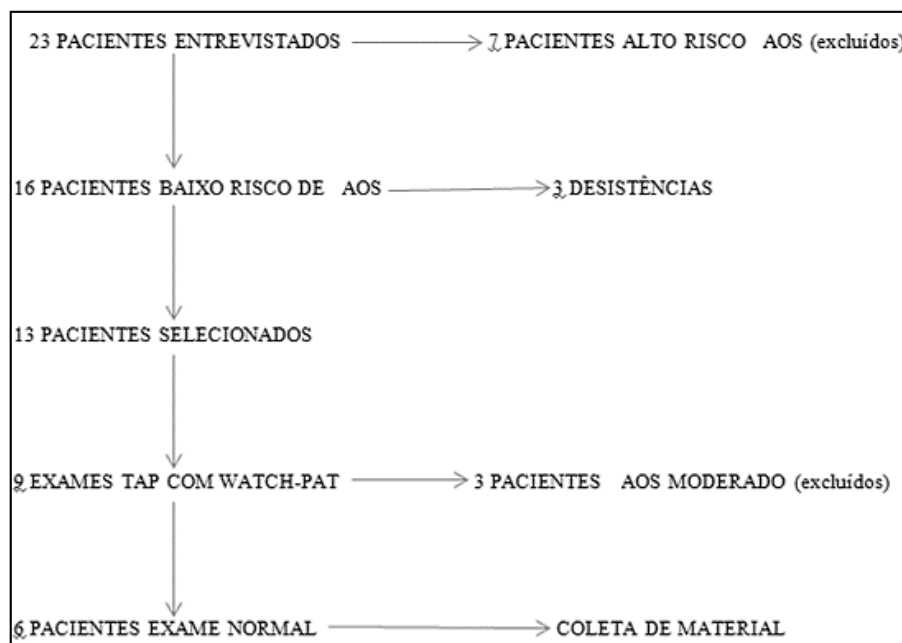 23 PACIENTES ENTREVISTADOS
7 PACIENTES ALTO RISCO AOS (excluídos)
16 PACIENTES BAIXO RISCO DE AOS
3 DESISTÊNCIAS
13 PACIENTES SELECIONADOS
9 EXAMES TAP COM WATCH-PAT
3 PACIENTES AOS MODERADO (excluídos)
6 PACIENTES EXAME NORMAL
COLETA DE MATERIAL